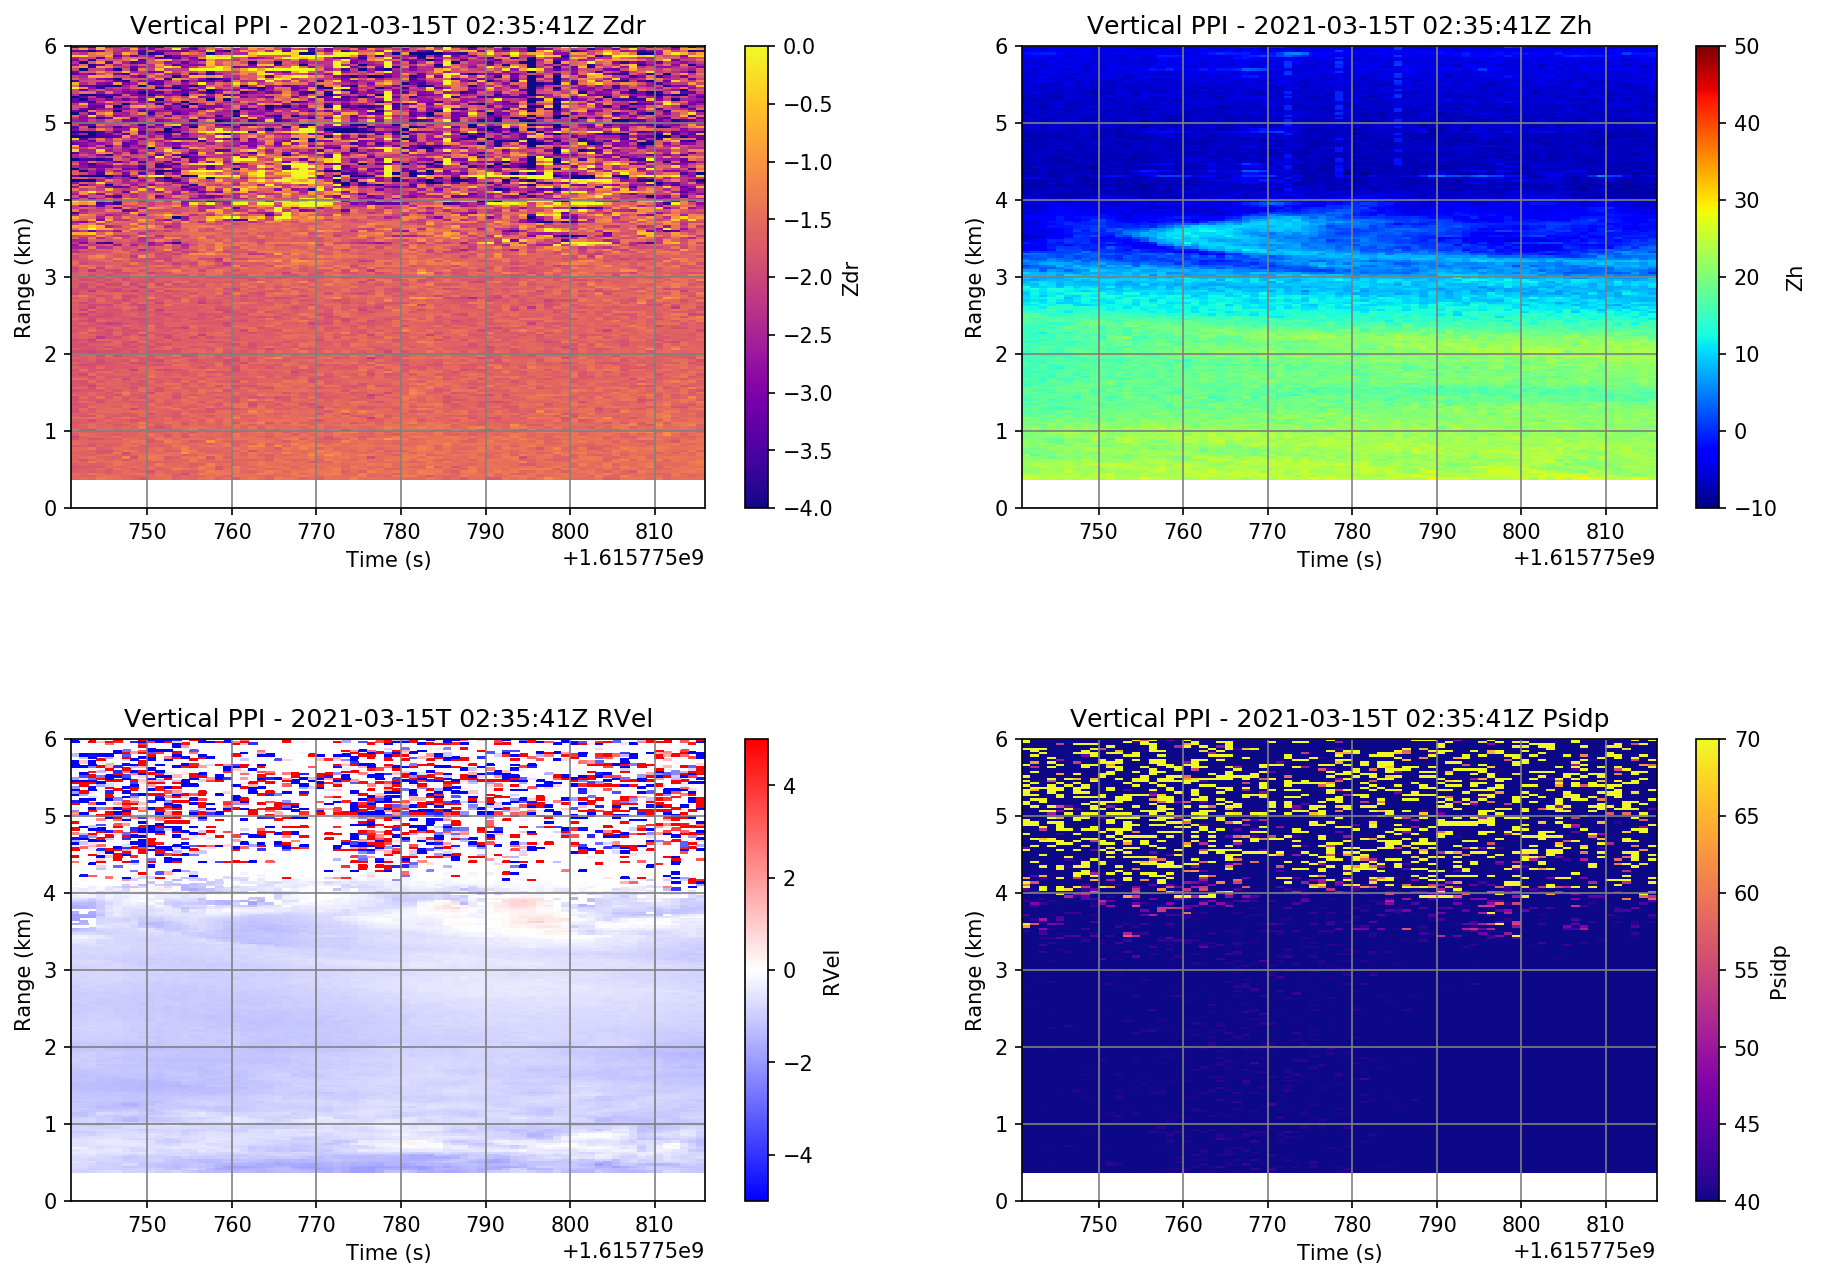 Vertical PPI - 2021-03-15T 02:35:41Z Zdr
6
5
4
3
2
1
0
Range (km)
750 760 770 780 790 800 810
Time (s)
+1.615775e9
0.0
−0.5
−1.0
−1.5
−2.0
−2.5
−3.0
−3.5
−4.0
Zdr
Vertical PPI - 2021-03-15T 02:35:41Z Zh
6
5
4
3
2
1
0
Range (km)
750 760 770 780 790 800 810
Time (s)
+1.615775e9
50
40
30
20
10
0
−10
Zh
Vertical PPI - 2021-03-15T 02:35:41Z RVel
6
5
4
3
2
1
0
Range (km)
750 760 770 780 790 800 810
Time (s)
+1.615775e9
4
2
0
−2
−4
RVel
Vertical PPI - 2021-03-15T 02:35:41Z Psidp
6
5
4
3
2
1
0
Range (km)
750 760 770 780 790 800 810
Time (s)
+1.615775e9
70
65
60
55
50
45
40
Psidp